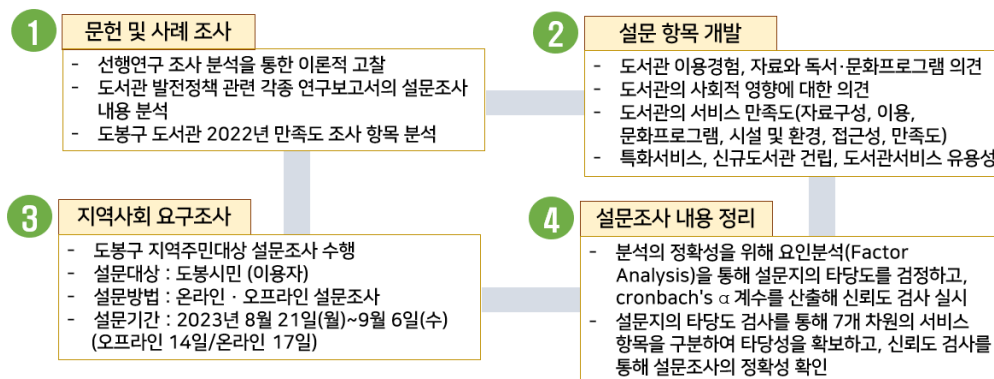 1 문헌 및 사례 조사
- 선행연구 조사 분석을 통한 이론적 고찰
- 도서관 발전정책 관련 각종 연구보고서의 설문조사
내용 분석
- 도봉구 도서관 2022년 만족도 조사 항목 분석
2 설문 항목 개발
- 도서관 이용경험, 자료와 독서·문화프로그램 의견
- 도서관의 사회적 영향에 대한 의견
- 도서관의 서비스 만족도(자료구성, 이용,
문화프로그램, 시설 및 환경, 접근성, 만족도)
- 특화서비스, 신규도서관 건립, 도서관서비스 유용성
3 지역사회 요구조사
- 도봉구 지역주민대상 설문조사 수행
- 설문대상 : 도봉시민 (이용자)
- 설문방법 : 온라인 · 오프라인 설문조사
- 설문기간 : 2023년 8월 21일(월)~9월 6일(수)
(오프라인 14일/온라인 17일)
4 설문조사 내용 정리
- 분석의 정확성을 위해 요인분석(Factor
Analysis)을 통해 설문지의 타당도를 검정하고,
cronbach's α 계수를 산출해 신뢰도 검사 실시
- 설문지의 타당도 검사를 통해 7개 차원의 서비스
항목을 구분하여 타당성을 확보하고, 신뢰도 검사를
통해 설문조사의 정확성 확인